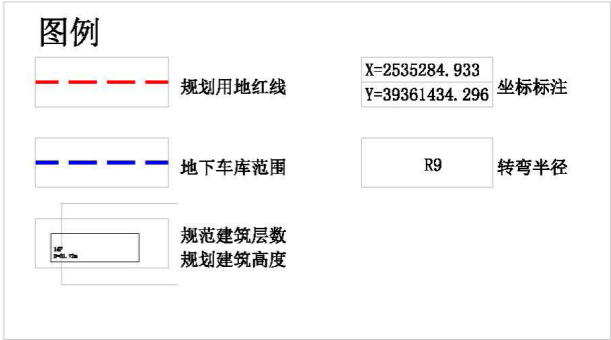 图例
规划用地红线
X=2535284.933
Y=39361434.296
坐标标注
地下车库范围
R9
转弯半径
规范建筑层数
规划建筑高度